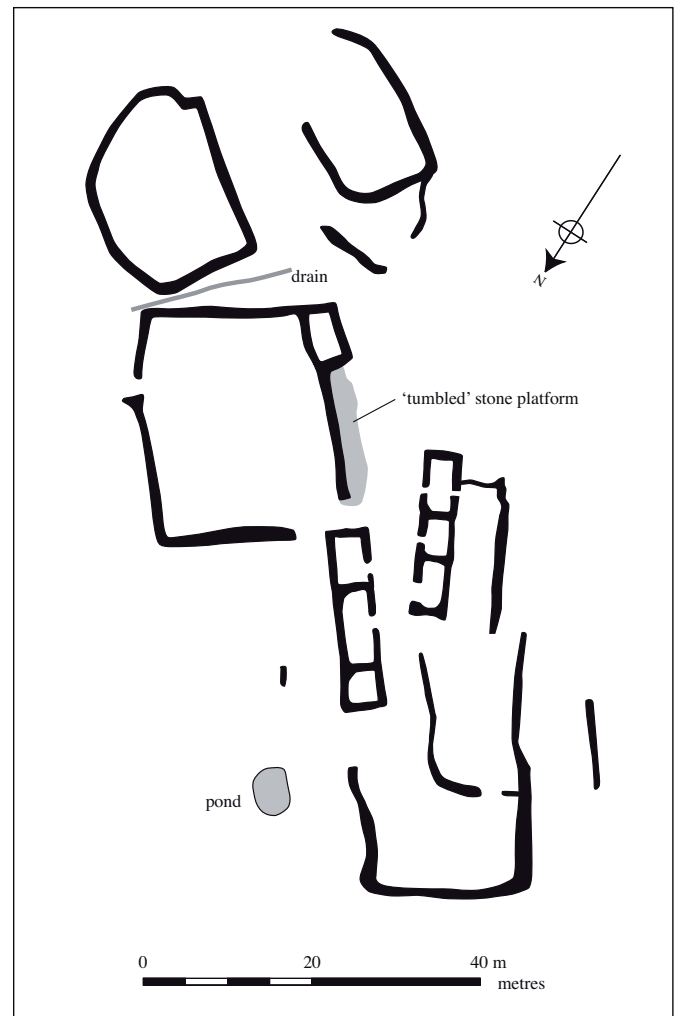 drain
N
‘tumbled’ stone platform
pond
0 20 40 m
metres